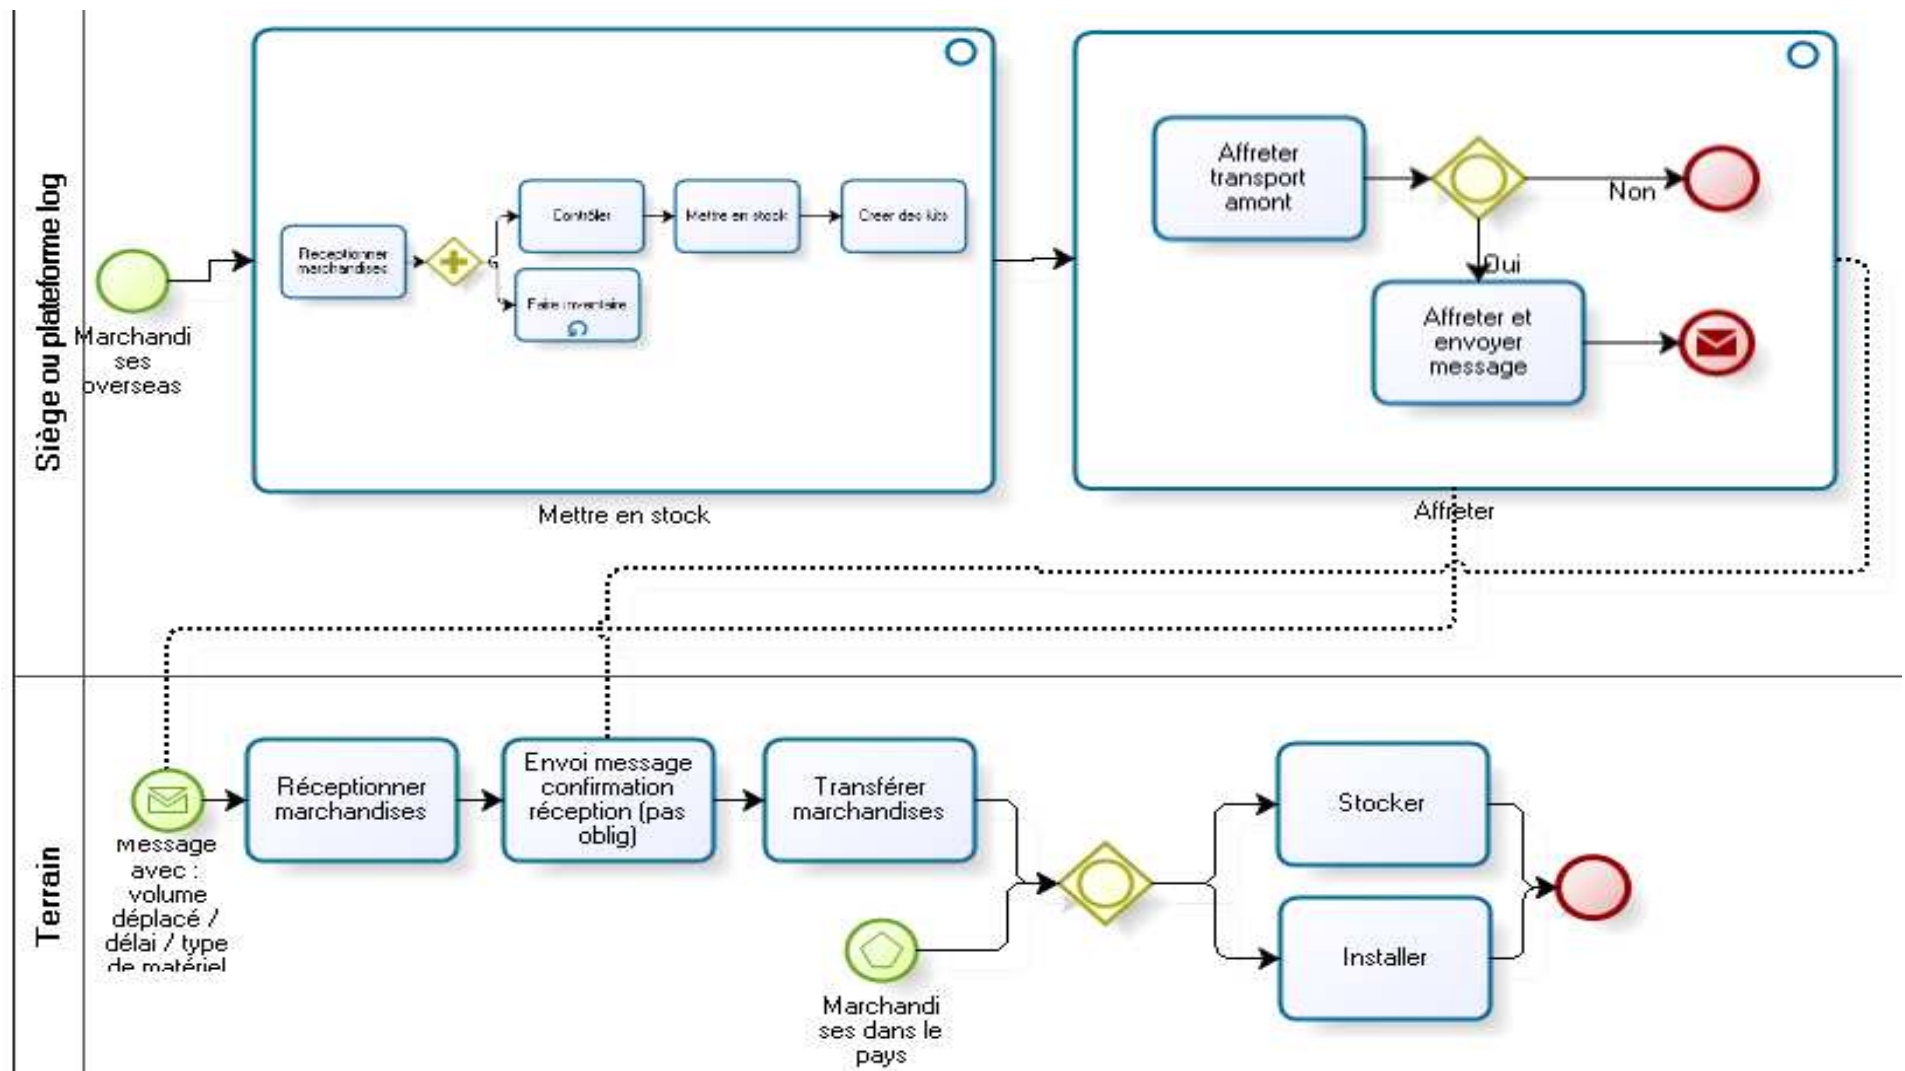 Siège ou plateforme log
Marchandi
ses
overseas
Receptionner
marchandises
Contrôler
Mettre en stock
Creer des kits
Faire inventaire
Mettre en stock
Affreter
transport
amont
Non
Oui
Affreter et
envoyer
message
Affreter
Terrain
Message
avec :
volume
déplacé /
délai / type
de matériel
Réceptionner
marchandises
Envoi message
confirmation
réception (pas
oblig)
Transférer
marchandises
Marchandi
ses dans le
pays
Stocker
Installer